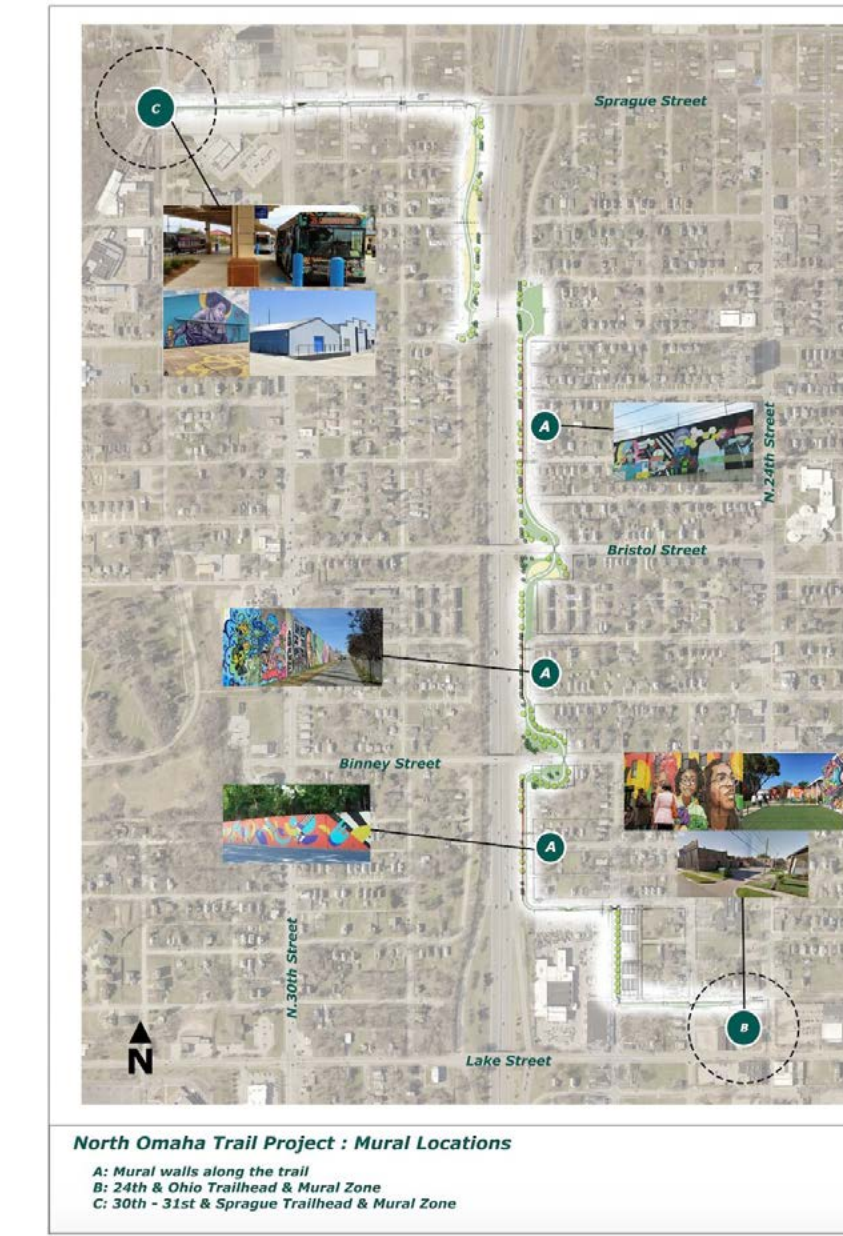 C
Sprague Street
A
N.24th Street
Bristol Street
A
Binney Street
A
N.30th Street
B
N
Lake Street
North Omaha Trail Project : Mural Locations
A: Mural walls along the trail
B: 24th & Ohio Trailhead & Mural Zone
C: 30th - 31st & Sprague Trailhead & Mural Zone